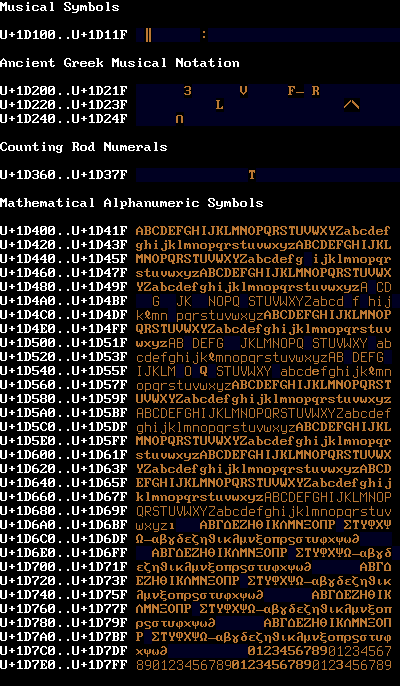 Musical Symbols
U+1D100..U+1D11F ‖ :
Ancient Greek Musical Notation
U+1D200..U+1D21F 3 V F– R
U+1D220..U+1D23F L ⁄\
U+1D240..U+1D24F ∩
Counting Rod Numerals
U+1D360..U+1D37F T
Mathematical Alphanumeric Symbols
U+1D400..U+1D41F ABCDEFGHIJKLMNOPQRSTUVWXYZabcdef
U+1D420..U+1D43F ghijklmnopqrstuvwxyzABCDEFGHIJKL
U+1D440..U+1D45F MNOPQRSTUVWXYZabcdefg ijklmnopqr
U+1D460..U+1D47F stuvwxyzABCDEFGHIJKLMNOPQRSTUVWX
U+1D480..U+1D49F YZabcdefghijklmnopqrstuvwxyzA CD
U+1D4A0..U+1D4BF G JK NOPQ STUVWXYZabcd f hij
U+1D4C0..U+1D4DF kℓmn pqrstuvwxyzABCDEFGHIJKLMNOP
U+1D4E0..U+1D4FF QRSTUVWXYZabcdefghijklmnopqrstuv
U+1D500..U+1D51F wxyzAB DEFG JKLMNOPQ STUVWXY ab
U+1D520..U+1D53F cdefghijkℓmnopqrstuvwxyzAB DEFG
U+1D540..U+1D55F IJKLM O Q STUVWXY abcdefghijkℓmn
U+1D560..U+1D57F opqrstuvwxyzABCDEFGHIJKLMNOPQRST
U+1D580..U+1D59F UVWXYZabcdefghijklmnopqrstuvwxyz
U+1D5A0..U+1D5BF ABCDEFGHIJKLMNOPQRSTUVWXYZabcdef
U+1D5C0..U+1D5DF ghijklmnopqrstuvwxyzABCDEFGHIJKL
U+1D5E0..U+1D5FF MNOPQRSTUVWXYZabcdefghijklmnopqr
U+1D600..U+1D61F stuvwxyzABCDEFGHIJKLMNOPQRSTUVWX
U+1D620..U+1D63F YZabcdefghijklmnopqrstuvwxyzABCD
U+1D640..U+1D65F EFGHIJKLMNOPQRSTUVWXYZabcdefghij
U+1D660..U+1D67F klmnopqrstuvwxyzABCDEFGHIJKLMNOP
U+1D680..U+1D69F QRSTUVWXYZabcdefghijklmnopqrstuv
U+1D6A0..U+1D6BF wxyzı ΑΒΓΔΕΖΗΘΙΚΛΜΝΞΟΠΡ ΣΤΥΦΧΨ
U+1D6C0..U+1D6DF Ω–αβγδεζηϑικλμνξοπρςστυφχψω∂
U+1D6E0..U+1D6FF ΑΒΓΔΕΖΗΘΙΚΛΜΝΞΟΠΡ ΣΤΥΦΧΨΩ–αβγδ
U+1D700..U+1D71F εζηϑικλμνξοπρςστυφχψω∂ ΑΒΓΔ
U+1D720..U+1D73F ΕΖΗΘΙΚΛΜΝΞΟΠΡ ΣΤΥΦΧΨΩ–αβγδεζηϑικ
U+1D740..U+1D75F λμνξοπρςστυφχψω∂ ΑΒΓΔΕΖΗΘΙΚ
U+1D760..U+1D77F ΛΜΝΞΟΠΡ ΣΤΥΦΧΨΩ–αβγδεζηϑικλμνξοπ
U+1D780..U+1D79F ρςστυφχψω∂ ΑΒΓΔΕΖΗΘΙΚΛΜΝΞΟΠ
U+1D7A0..U+1D7BF Ρ ΣΤΥΦΧΨΩ–αβγδεζηϑικλμνξοπρςστυφ
U+1D7C0..U+1D7DF χψω∂ 01234567890​1234567
U+1D7E0..U+1D7FF 89012345678901234567890123456789